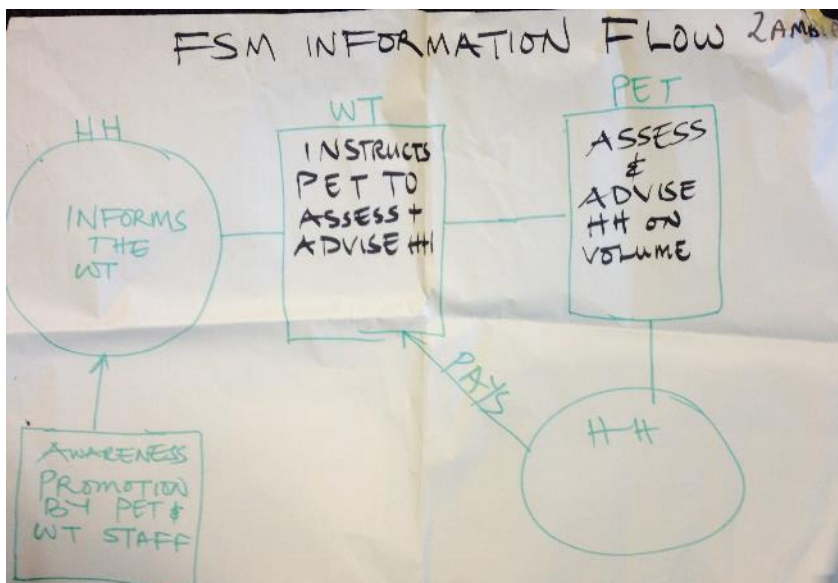 FSM INFORMATION FLOW
HH
INFORMS
THE
WT
WT
INSTRUCTS
PET TO
ASSESS +
ADVISE HH
PET
ASSESS
&
ADVISE
HH ON
VOLUME
PAYS
H-H
AWARENESS
PROMOTION
BY PET &
WT STAFF